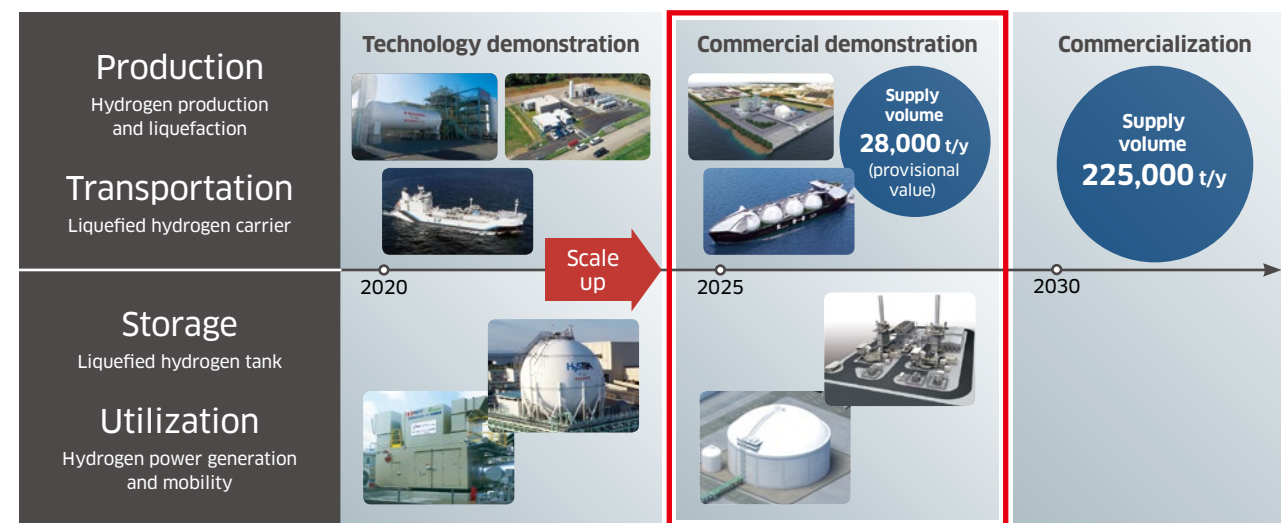 Production
Hydrogen production
and liquefaction
Transportation
Liquefied hydrogen carrier
Storage
Liquefied hydrogen tank
Utilization
Hydrogen power generation
and mobility
Technology demonstration
Scale
up
2020
Commercial demonstration
Supply
volume
28,000 t/y
(provisional
value)
2025
Commercialization
Supply
volume
225,000 t/y
2030